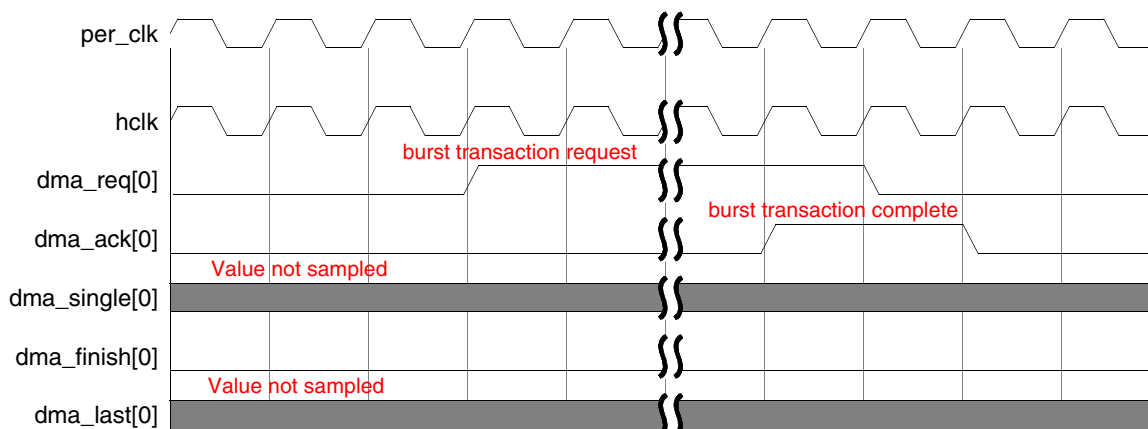 per_clk
hclk
burst transaction request
dma_req[0]
burst transaction complete
dma_ack[0]
Value not sampled
dma_single[0]
dma_finish[0]
Value not sampled
dma_last[0]